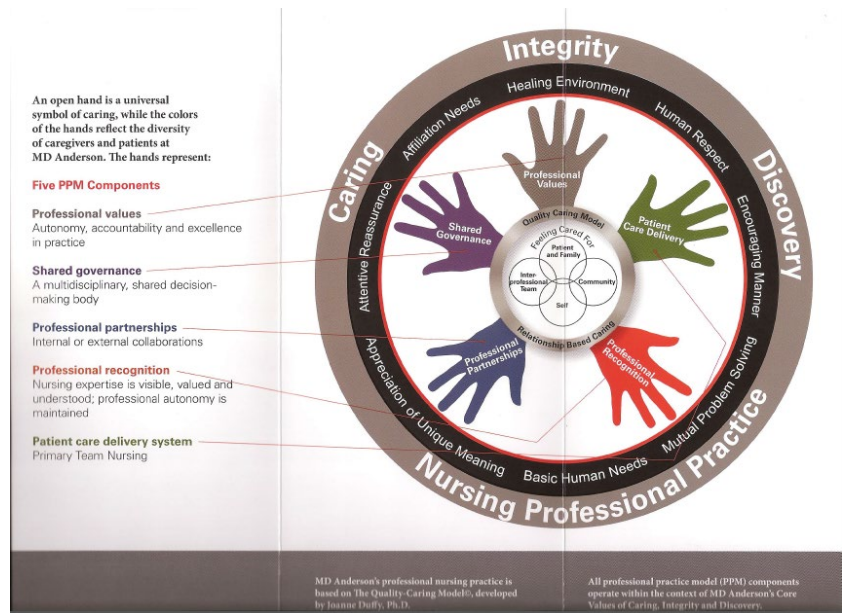 An open hand is a universal
symbol of caring, while the colors
of the hands reflect the diversity
of caregivers and patients at
MD Anderson. The hands represent:
Five PPM Components
Professional values
Autonomy, accountability and excellence
in practice
Shared governance
A multidisciplinary, shared decision-
making body
Professional partnerships
Internal or external collaborations
Professional recognition
Nursing expertise is visible, valued and
understood; professional autonomy is
maintained
Patient care delivery system
Primary Team Nursing
Integrity
Caring
Discovery
Nursing Professional Practice
Healing Environment
Human Respect
Encouraging Manner
Mutual Problem Solving
Basic Human Needs
Appreciation of Unique Meaning
Attentive Reassurance
Affiliation Needs
Professional
Values
Shared
Governance
Patient
Care Delivery
Professional
Partnerships
Professional
Recognition
Quality Caring Model
Relationship Based Caring
Feeling Cared For
Patient
and Family
Inter-
professional
Team
Community
Self
MD Anderson's professional nursing practice is
based on The Quality-Caring Model©, developed
by Joanne Duffy, Ph.D.
All professional practice model (PPM) components
operate within the context of MD Anderson's Core
Values of Caring, Integrity and Discovery.